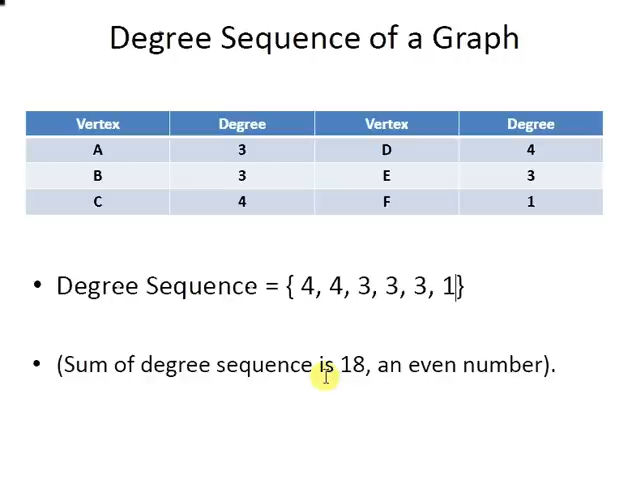 Degree Sequence of a Graph
Vertex Degree Vertex Degree
A 3 D 4
B 3 E 3
C 4 F 1
• Degree Sequence = { 4, 4, 3, 3, 3, 1}
• (Sum of degree sequence is 18, an even number).